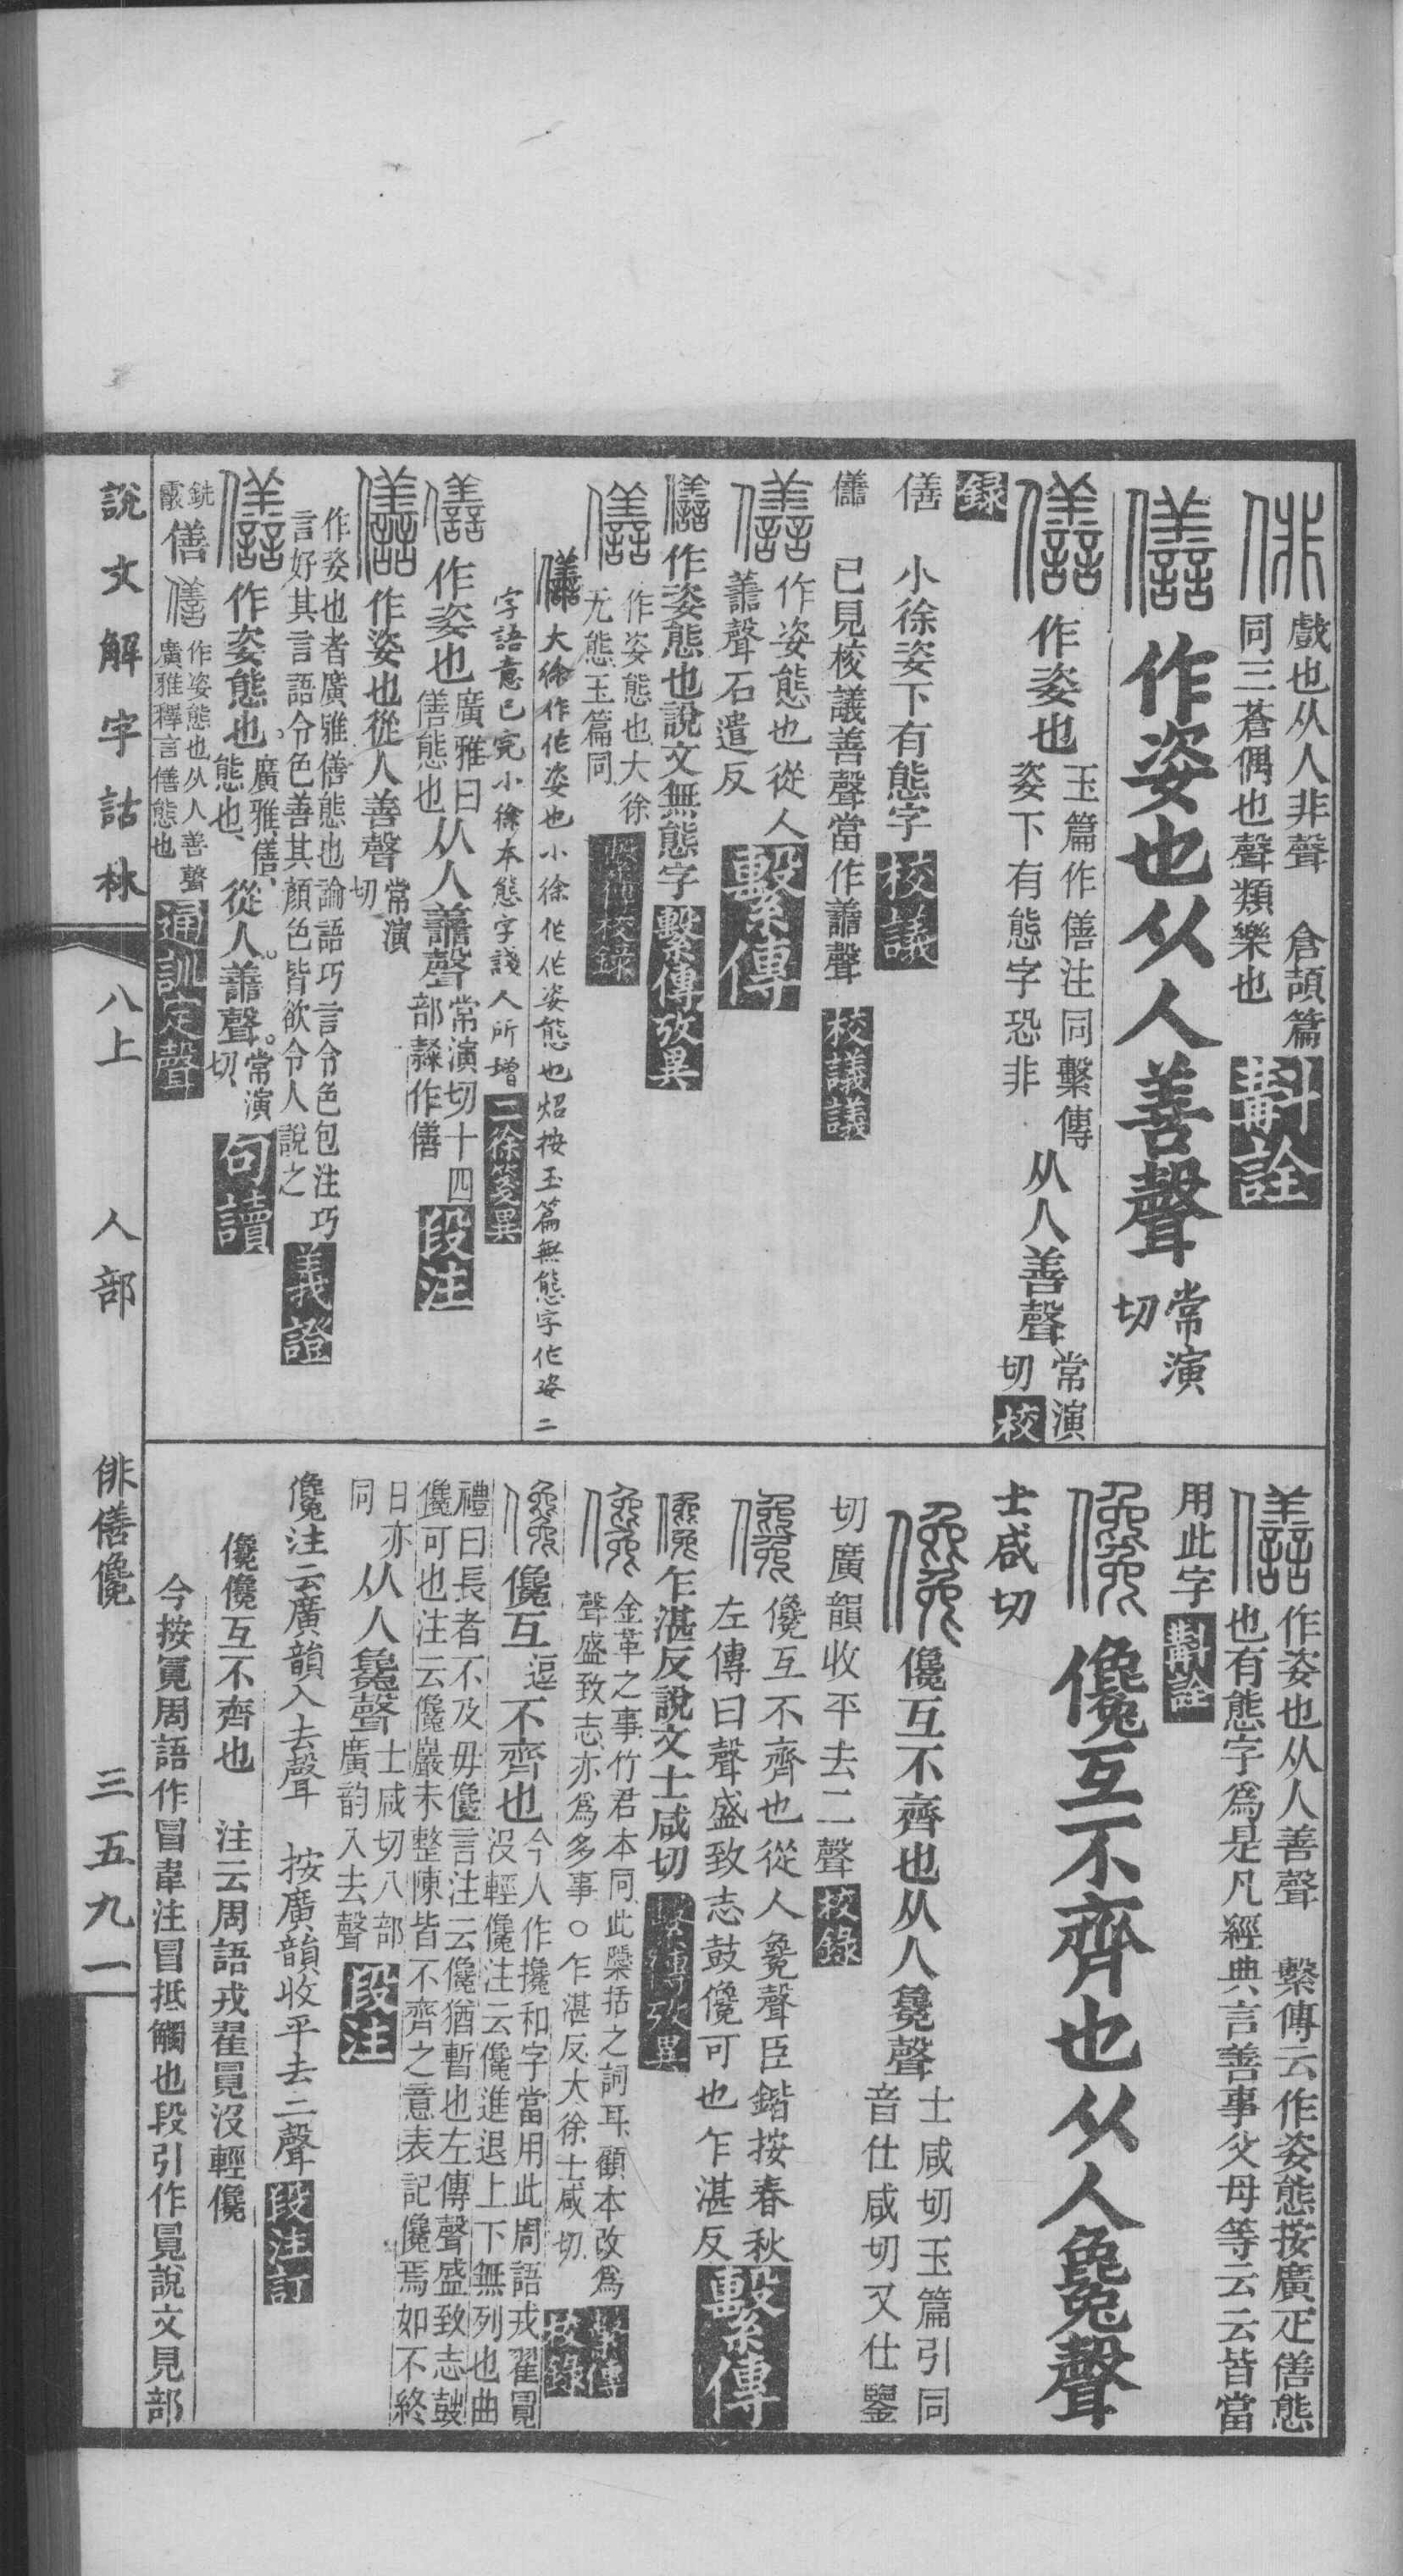 俳 戲也从人非聲 倉頡篇
同三蒼偶也聲類樂也 斠詮
僐 作姿也从人善聲 常演
切
僐 作姿也 玉篇作僐注同繫傳
姿下有態字恐非 从人善聲 常演
切 校
錄
僐 小徐姿下有態字 校議
僐 已見校議善聲當作譱聲 校議議
僐 作姿態也從人
譱聲石遣反 繫傳
僐 作姿態也說文無態字 繫傳攷異
僐 作姿態也大徐
无態玉篇同 繫傳校錄
僐 大徐作作姿也小徐作作姿態也炤按玉篇無態字作姿二
字語意已完小徐本態字諓人所增 二徐箋異
僐 作姿也 廣雅曰
僐態也 从人譱聲 常演切十四
部隸作僐 段注
僐 作姿也從人善聲 常演
切
作姿也者廣雅僐態也論語巧言令色包注巧
言好其言語令色善其顏色皆欲令人說之 義證
僐 作姿態也。 廣雅僐、
態也、 從人。譱聲。 常演
切、 句讀
銑
霰 僐 僐 作姿態也从人善聲
廣雅釋言僐態也 通訓定聲
僐 作姿也从人善聲 繫傳云作姿態按廣疋僐態
也有態字爲是凡經典言善事父母等云云皆當
用此字 斠詮
儳 儳互不齊也从人毚聲
士咸切
儳 儳互不齊也从人毚聲 士咸切玉篇引同
音仕咸切又仕鑒
切廣韻收平去二聲 校錄
儳 儳互不齊也從人毚聲臣鍇按春秋
左傳曰聲盛致志鼓儳可也乍湛反 繫傳
儳 乍湛反說文士咸切 繫傳攷異
儳 金革之事竹君本同此檃括之詞耳顧本改爲
聲盛致志亦爲多事○乍湛反大徐士咸切 繫傳
校錄
儳 儳互 逗 不齊也 今人作攙和字當用此周語戎翟冒
沒輕儳注云儳進退上下無列也曲
禮曰長者不及毋儳言注云儳猶暫也左傳聲盛致志鼓
儳可也注云儳巖未整陳皆不齊之意表記儳焉如不終
日亦
同 从人毚聲 士咸切八部
廣韵入去聲 段注
儳注云廣韻入去聲 按廣韻收平去二聲 段注訂
儳儳互不齊也 注云周語戎翟冒沒輕儳
今按冕周語作冒韋注冒抵觸也段引作冕說文見部
說文解字詁林 八上 人部 俳僐儳 三五九一